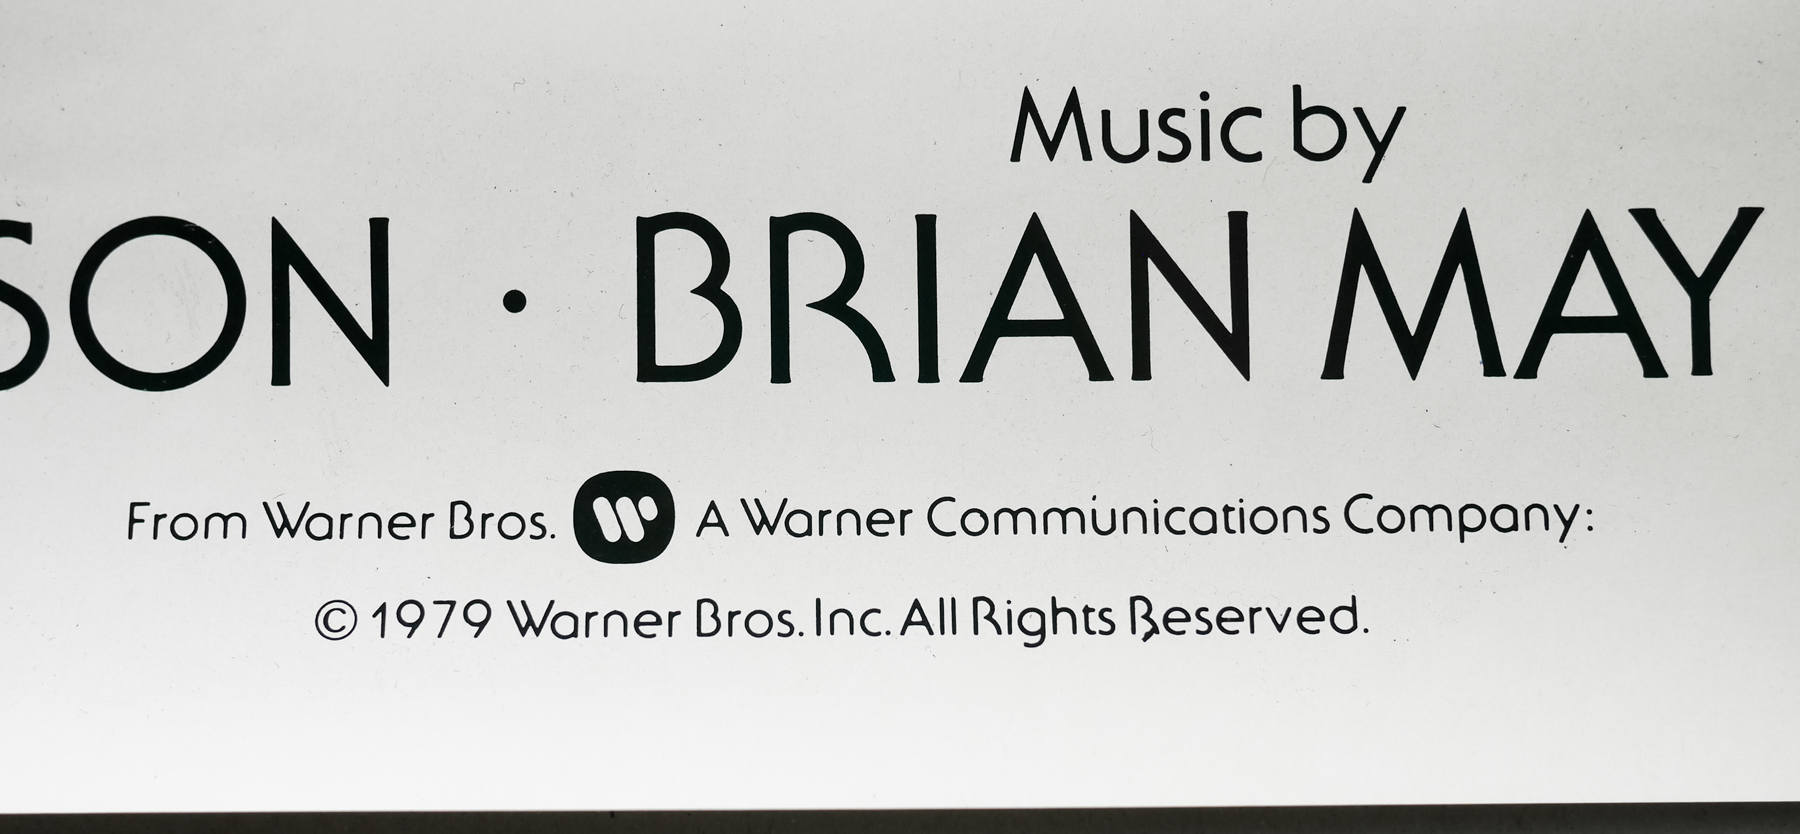 Music by
SON · BRIAN MAY
From Warner Bros. A Warner Communications Company:
© 1979 Warner Bros. Inc. All Rights Reserved.